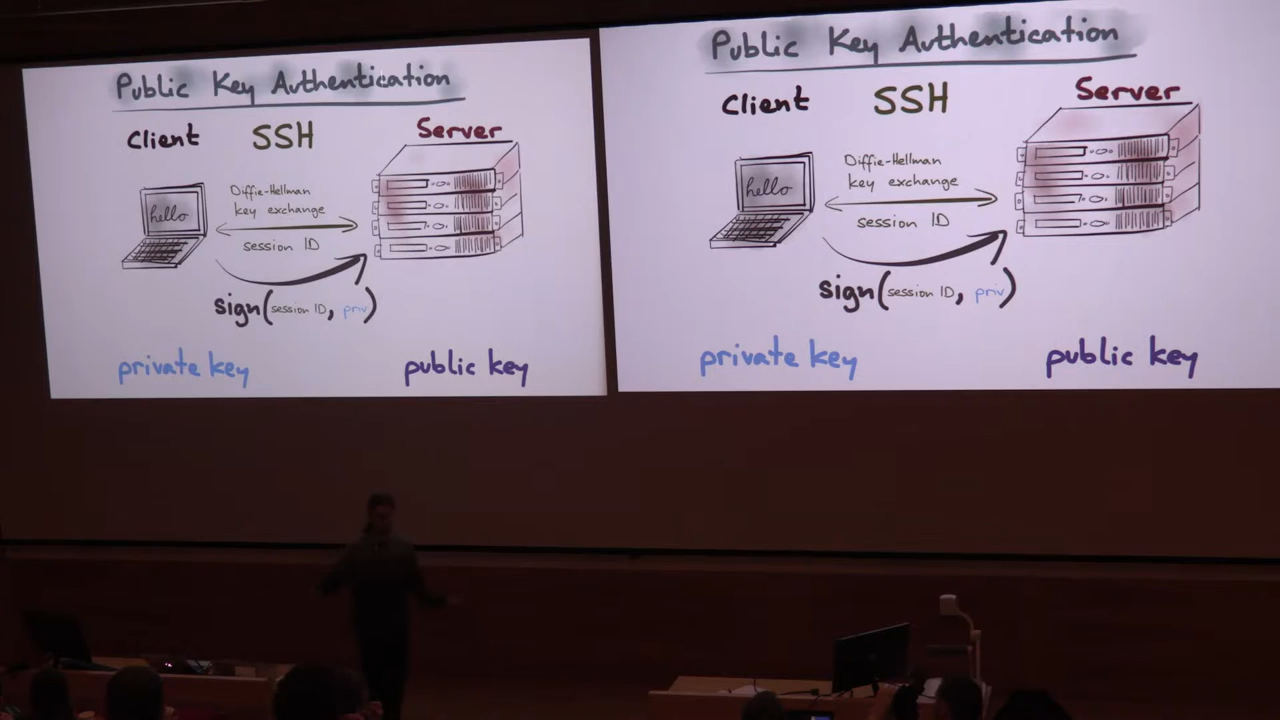 Public Key Authentication
Client SSH Server
hello
Diffie-Hellman
key exchange
session ID
sign(session ID, priv)
private key public key
Public Key Authentication
Client SSH Server
hello
Diffie-Hellman
key exchange
session ID
sign(session ID, priv)
private key public key